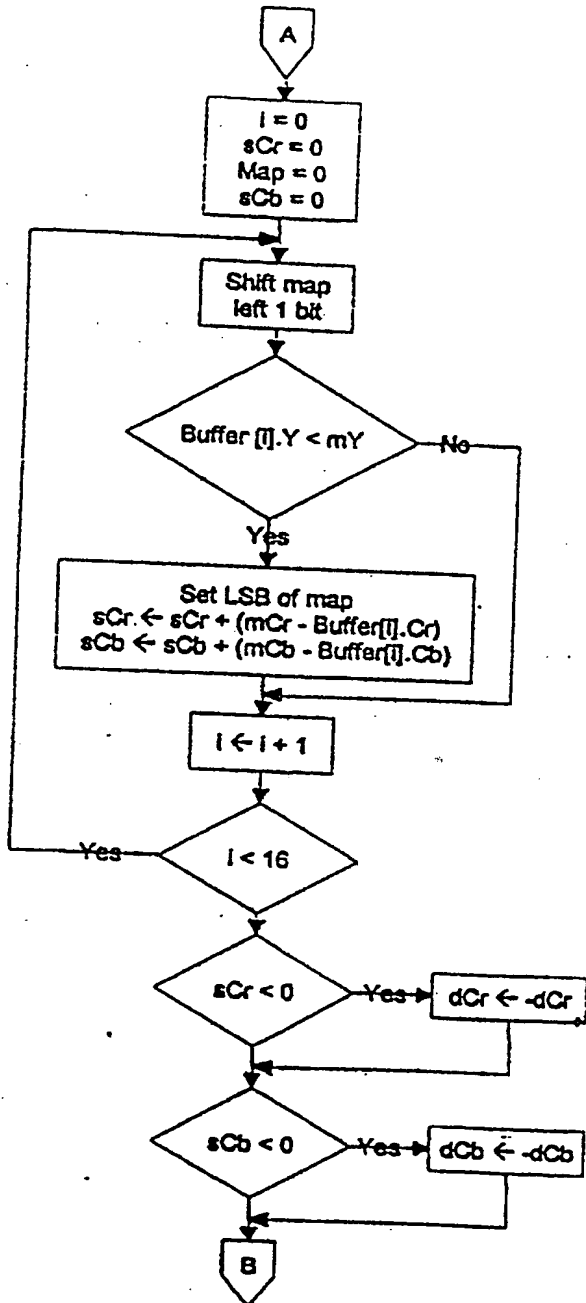 A
i = 0
sCr = 0
Map = 0
sCb = 0
Shift map
left 1 bit
Buffer [i].Y < mY
No
Yes
Set LSB of map
sCr ← sCr + (mCr - Buffer[i].Cr)
sCb ← sCb + (mCb - Buffer[i].Cb)
i ← i + 1
Yes
i < 16
sCr < 0
Yes
dCr ← -dCr
sCb < 0
Yes
dCb ← -dCb
B